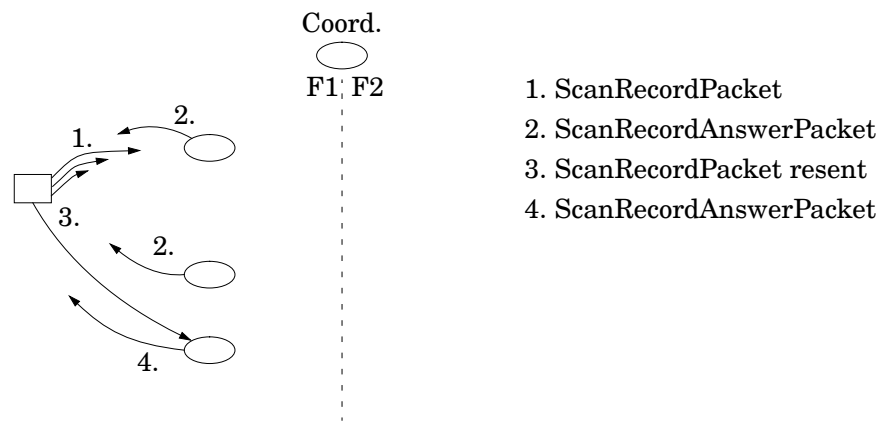 Coord.
F1 F2
1. ScanRecordPacket
2. ScanRecordAnswerPacket
3. ScanRecordPacket resent
4. ScanRecordAnswerPacket
2.
1.
3.
2.
4.